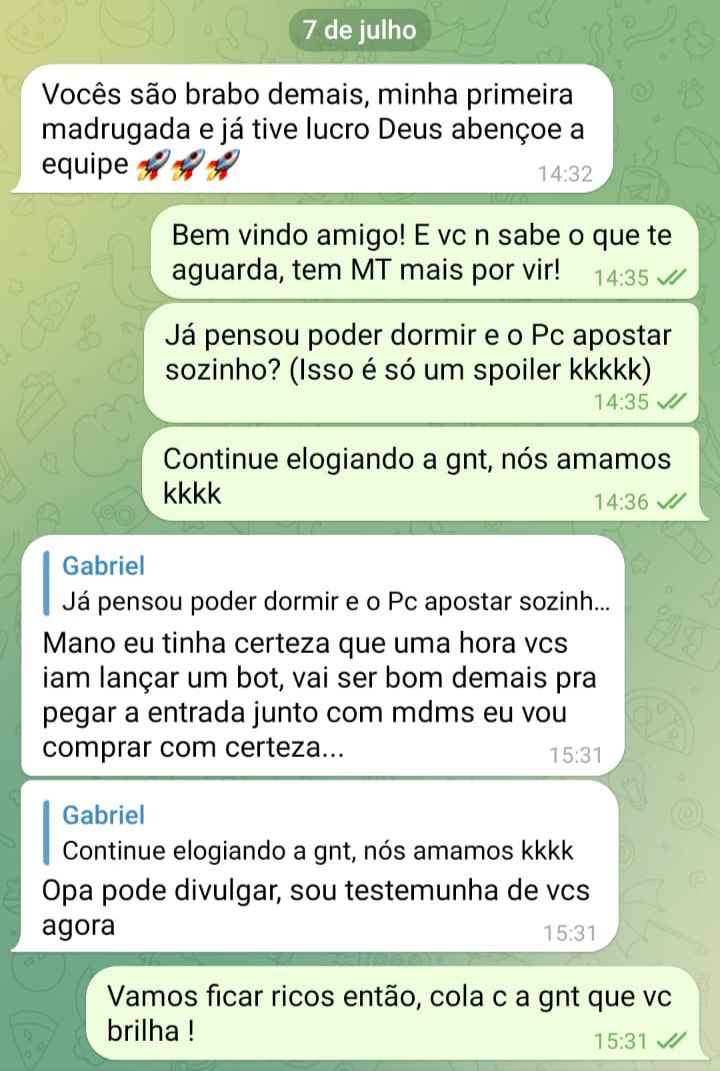 7 de julho
Vocês são brabo demais, minha primeira
madrugada e já tive lucro Deus abençoe a
equipe 🚀🚀🚀
14:32
Bem vindo amigo! E vc n sabe o que te
aguarda, tem MT mais por vir!
14:35
Já pensou poder dormir e o Pc apostar
sozinho? (Isso é só um spoiler kkkkk)
14:35
Continue elogiando a gnt, nós amamos
kkkk
14:36
Gabriel
Já pensou poder dormir e o Pc apostar sozinh...
Mano eu tinha certeza que uma hora vcs
iam lançar um bot, vai ser bom demais pra
pegar a entrada junto com mdms eu vou
comprar com certeza...
15:31
Gabriel
Continue elogiando a gnt, nós amamos kkkk
Opa pode divulgar, sou testemunha de vcs
agora
15:31
Vamos ficar ricos então, cola c a gnt que vc
brilha !
15:31